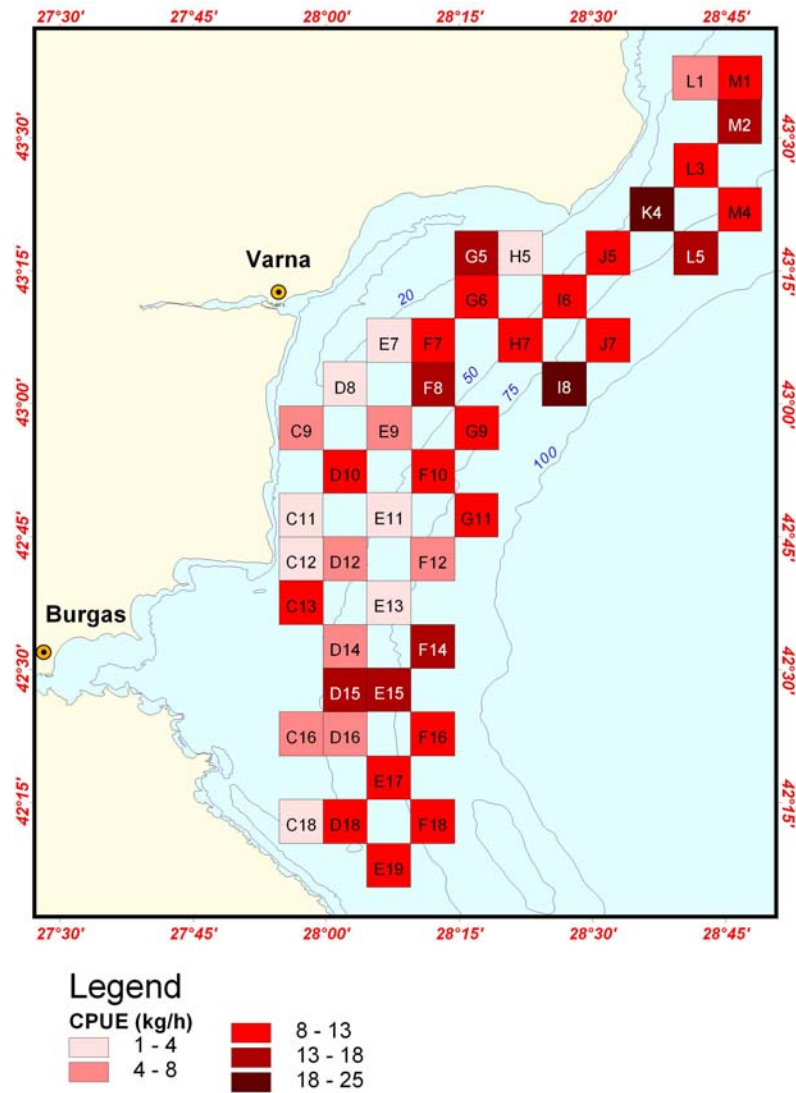 27°30' 27°45' 28°00' 28°15' 28°30' 28°45'
L1 M1
43°30' M2 43°30'
L3
K4 M4
Varna G5 H5 J5 L5
43°15' 43°15'
G6 I6
20
E7 F7 H7 J7
50
D8 F8 75 I8
43°00' 43°00'
C9 E9 G9
100
D10 F10
C11 E11 G11
42°45' 42°45'
C12 D12 F12
C13 E13
Burgas
D14 F14
42°30' 42°30'
D15 E15
C16 D16 F16
E17
42°15' 42°15'
C18 D18 F18
E19
27°30' 27°45' 28°00' 28°15' 28°30' 28°45'
Legend
CPUE (kg/h)
1 - 4
4 - 8
8 - 13
13 - 18
18 - 25